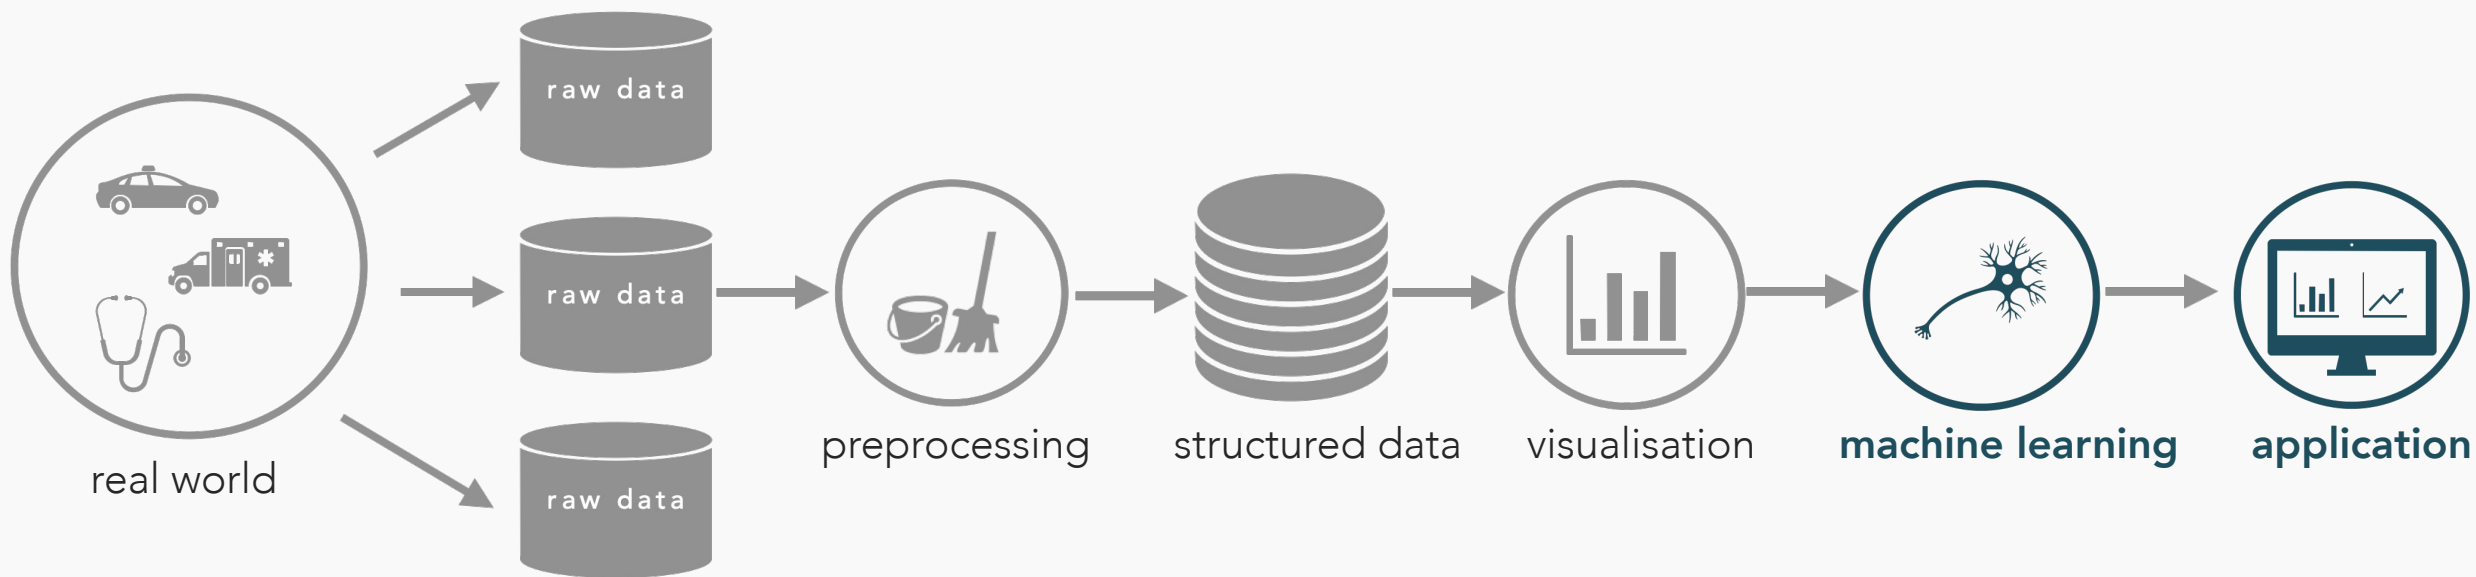 real world
raw data
raw data
raw data
preprocessing
structured data
visualisation
machine learning
application